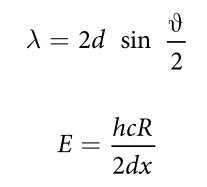 λ = 2d sin ϑ/2
E = hcR/2dx